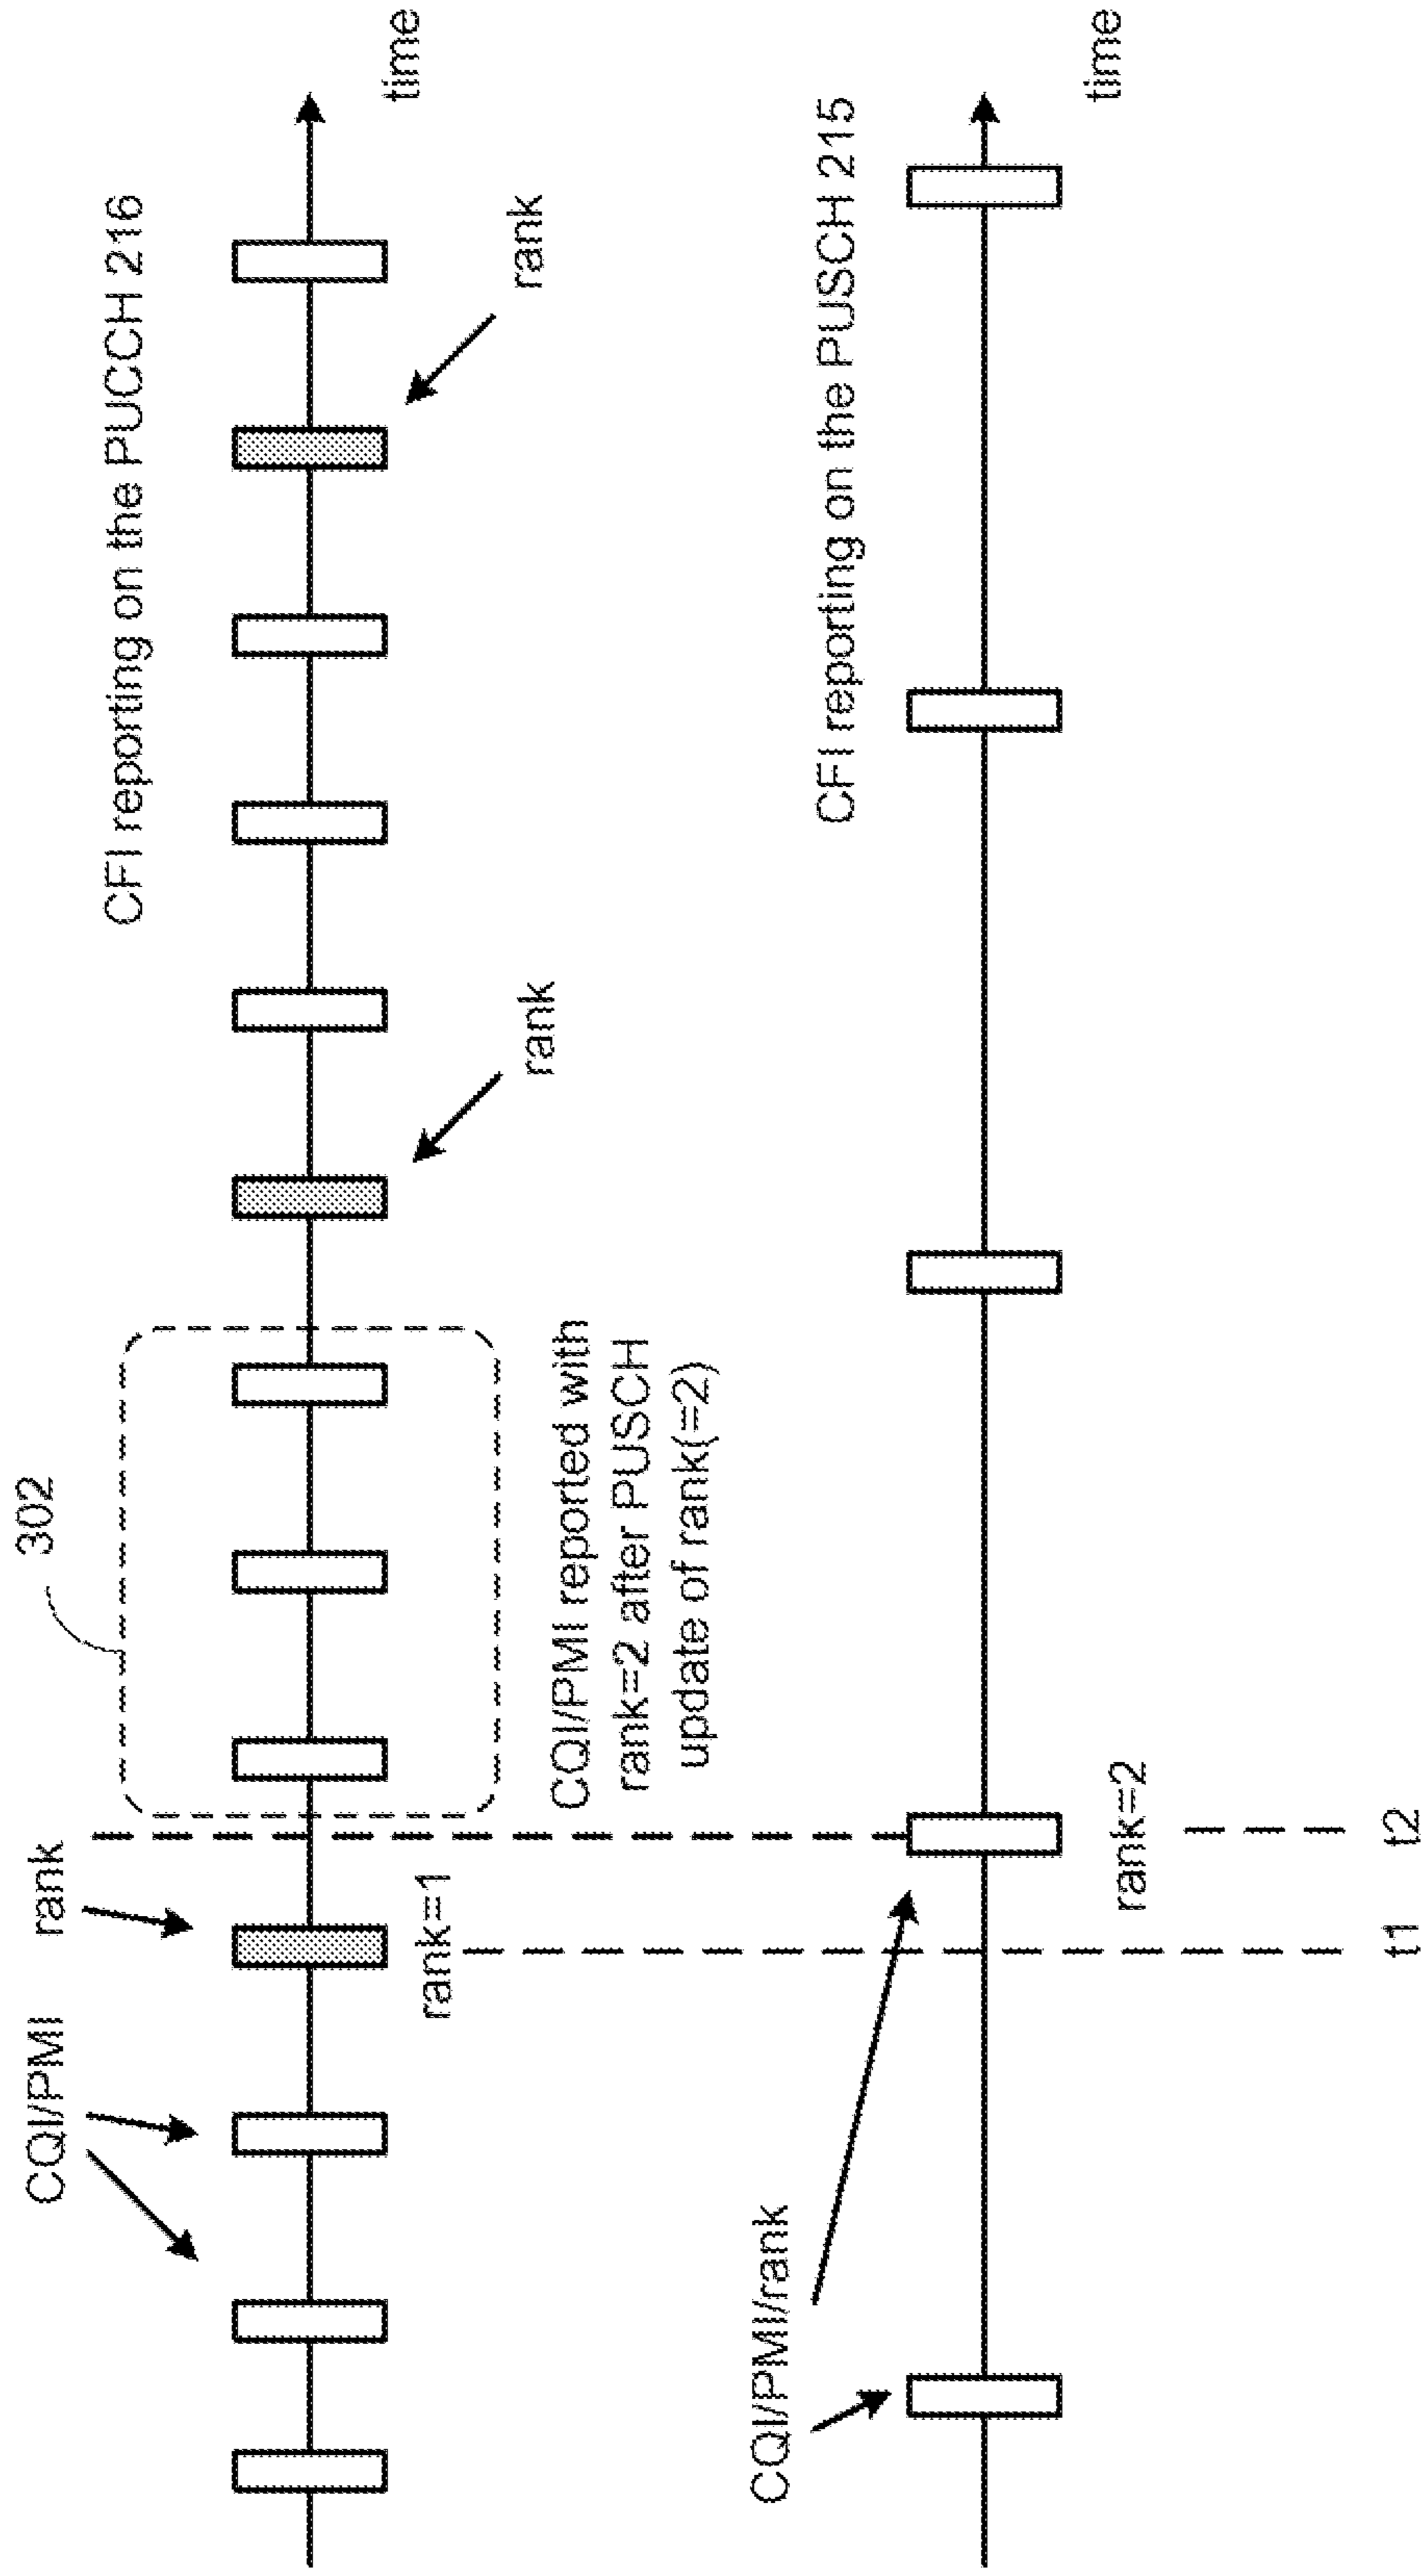 CFI reporting on the PUCCH 216
302
CQI/PMI
rank
rank=1
rank
rank
time
CQI/PMI reported with
rank=2 after PUSCH
update of rank(=2)
CFI reporting on the PUSCH 215
CQI/PMI/rank
rank=2
time
t1
t2